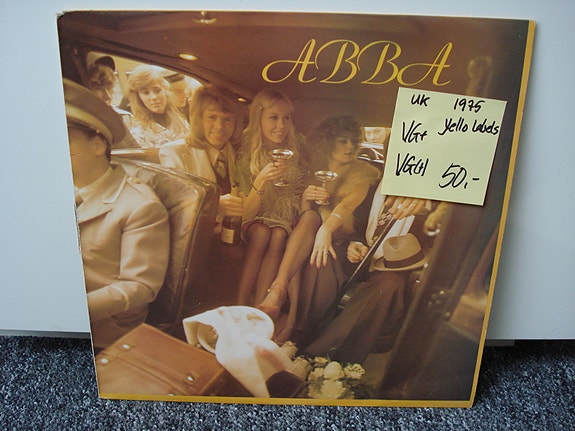 ABBA
UK 1975
VG+ Yello Labels
VG(+) 50,-